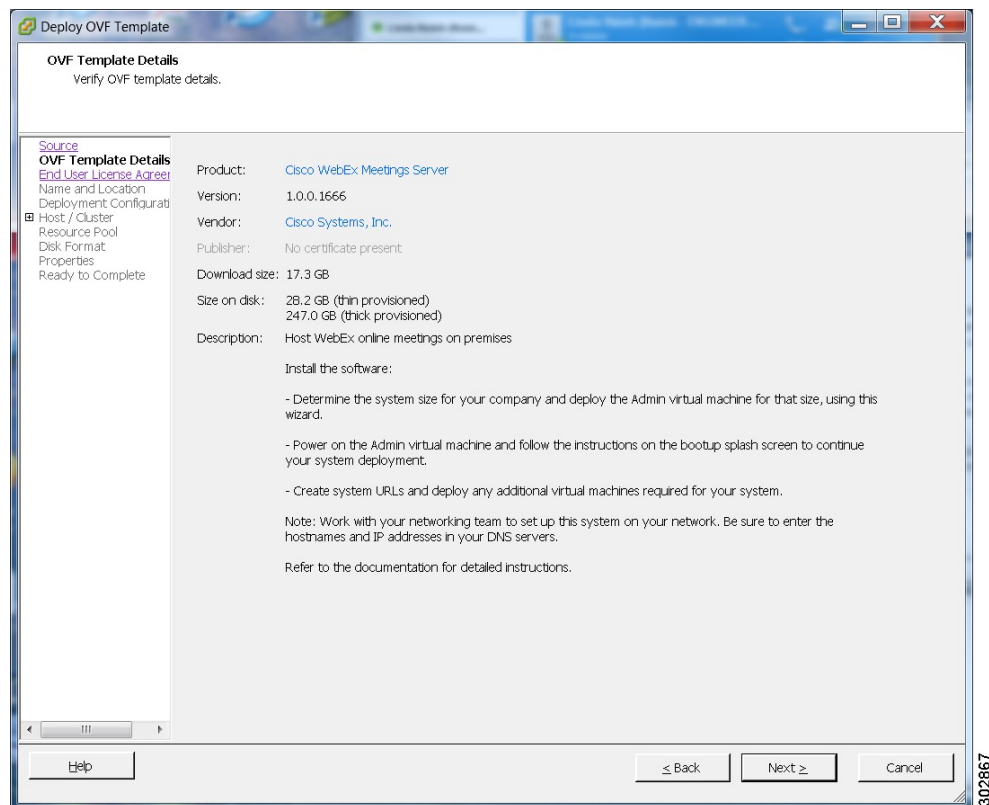 Deploy OVF Template
OVF Template Details
Verify OVF template details.
Source
OVF Template Details
End User License Agreer
Name and Location
Deployment Configurati
Host / Cluster
Resource Pool
Disk Format
Properties
Ready to Complete
Product: Cisco WebEx Meetings Server
Version: 1.0.0.1666
Vendor: Cisco Systems, Inc.
Publisher: No certificate present
Download size: 17.3 GB
Size on disk: 28.2 GB (thin provisioned)
247.0 GB (thick provisioned)
Description: Host WebEx online meetings on premises
Install the software:
- Determine the system size for your company and deploy the Admin virtual machine for that size, using this
wizard.
- Power on the Admin virtual machine and follow the instructions on the bootup splash screen to continue
your system deployment.
- Create system URLs and deploy any additional virtual machines required for your system.
Note: Work with your networking team to set up this system on your network. Be sure to enter the
hostnames and IP addresses in your DNS servers.
Refer to the documentation for detailed instructions.
Help
≤ Back
Next ≥
Cancel
302867